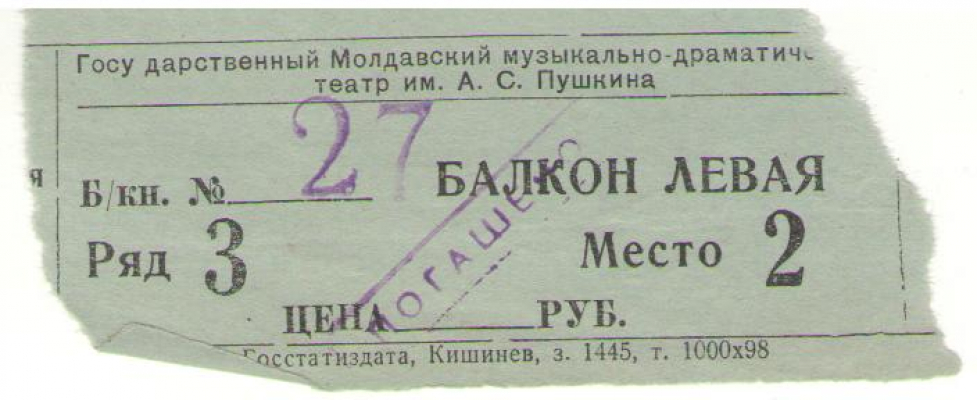 Госу дарственный Молдавский музыкально-драматич
театр им. А. С. Пушкина
я
Б/кн. № 27 БАЛКОН ЛЕВАЯ
Ряд 3 Место 2
ПОГАШЕНО
ЦЕНА РУБ.
Госстатиздата, Кишинев, з. 1445, т. 1000х98